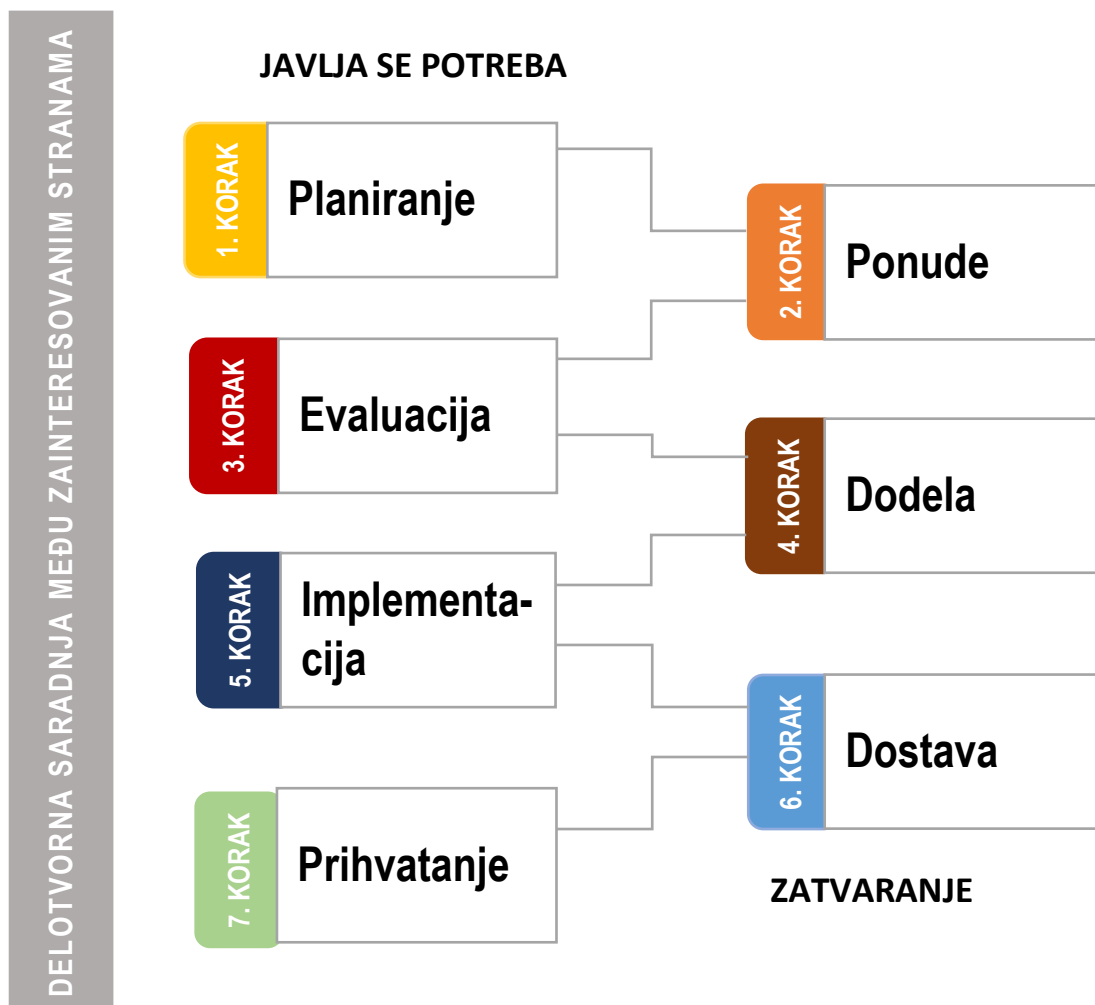 DELOTVORNA SARADNJA MEĐU ZAINTERESOVANIM STRANAMA
JAVLJA SE POTREBA
1. KORAK
Planiranje
2. KORAK
Ponude
3. KORAK
Evaluacija
4. KORAK
Dodela
5. KORAK
Implementa-
cija
6. KORAK
Dostava
7. KORAK
Prihvatanje
ZATVARANJE